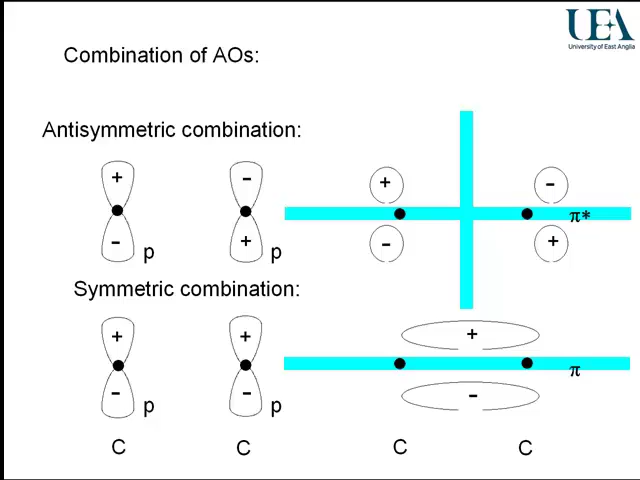 UEA
University of East Anglia
Combination of AOs:
Antisymmetric combination:
+ - + -
π*
- + - +
p p
Symmetric combination:
+ + +
π
- - -
p p
C C C C